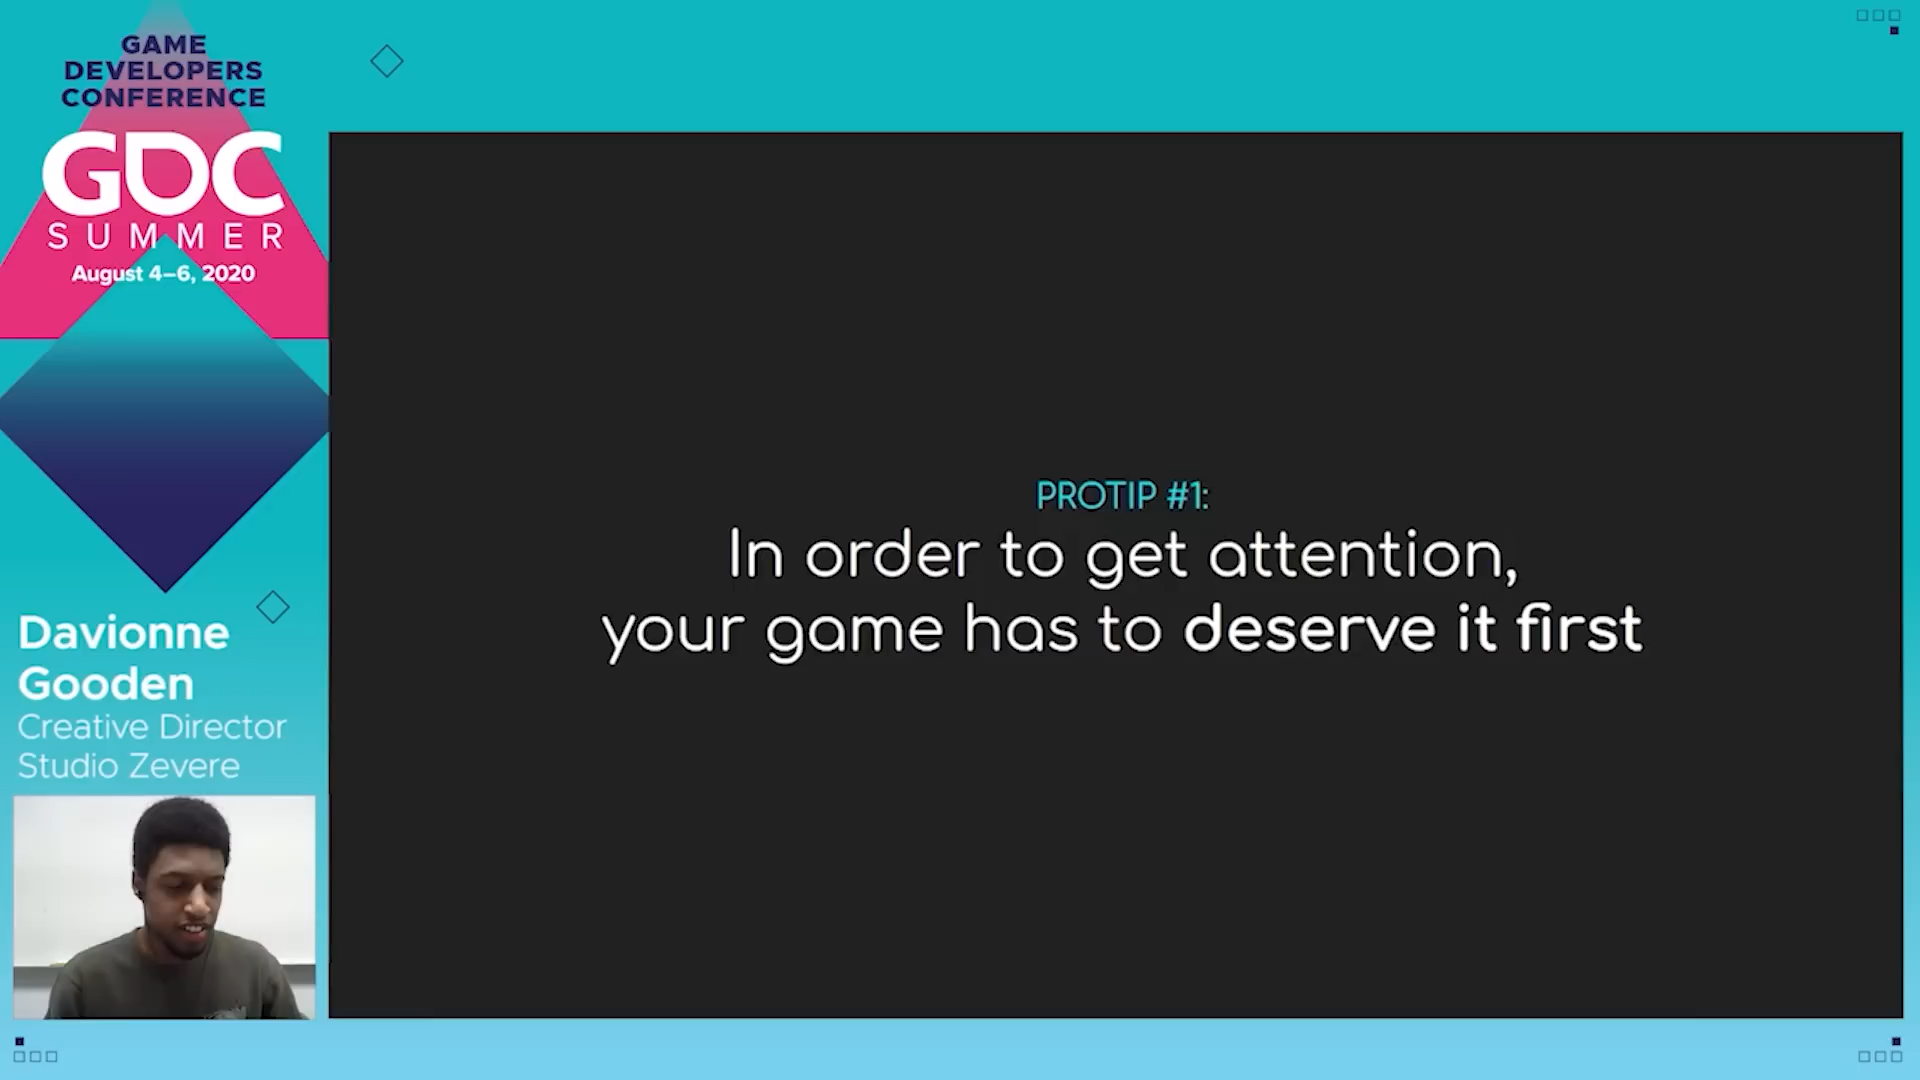 GAME
DEVELOPERS
CONFERENCE
GDC
SUMMER
August 4–6, 2020
Davionne
Gooden
Creative Director
Studio Zevere
PROTIP #1:
In order to get attention,
your game has to deserve it first